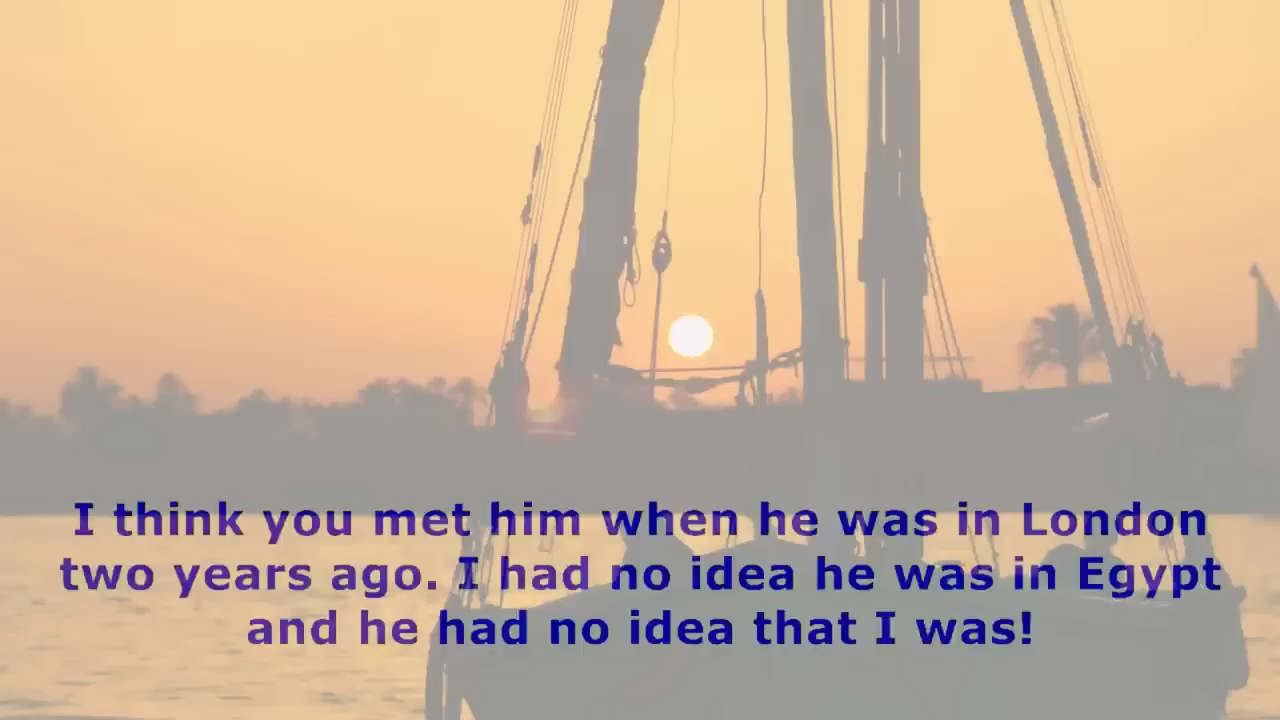 I think you met him when he was in London
two years ago. I had no idea he was in Egypt
and he had no idea that I was!